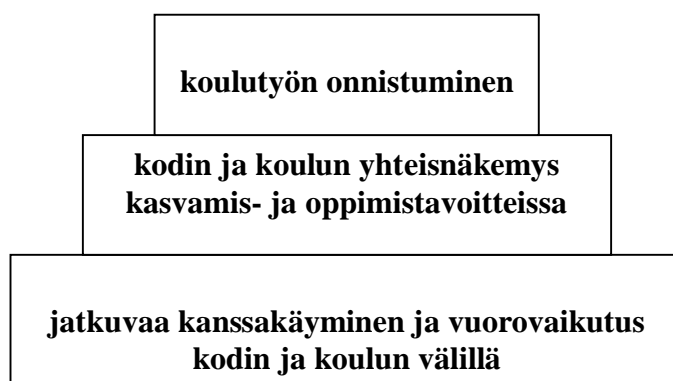 koulutyön onnistuminen
kodin ja koulun yhteisnäkemys
kasvamis- ja oppimistavoitteissa
jatkuvaa kanssakäyminen ja vuorovaikutus
kodin ja koulun välillä